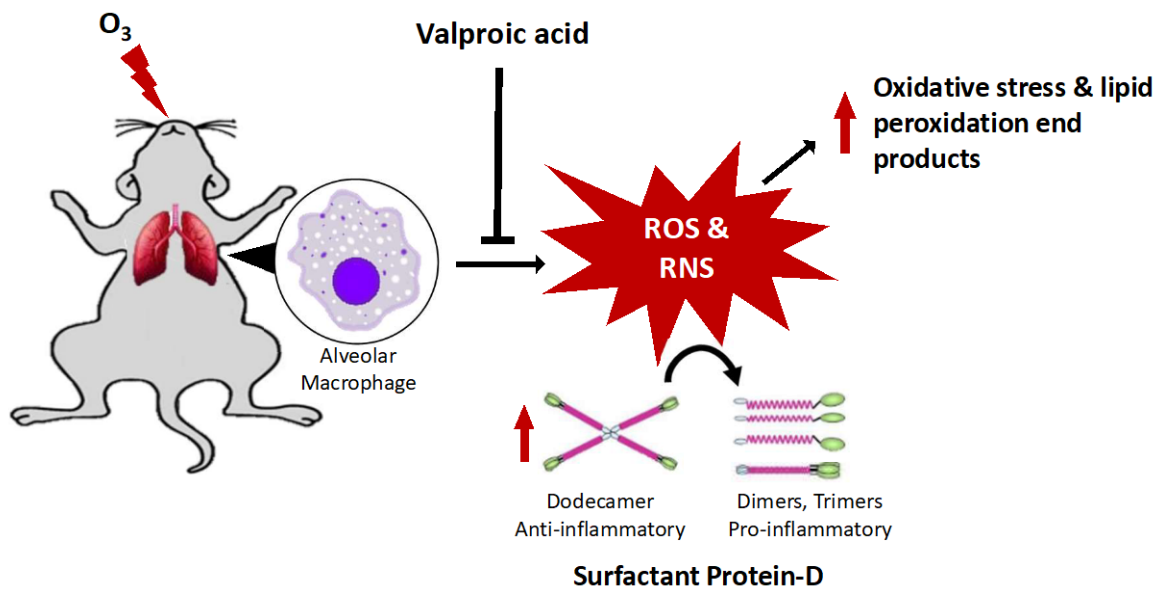 O₃
Valproic acid
Oxidative stress & lipid
peroxidation end
products
ROS &
RNS
Alveolar
Macrophage
Dodecamer
Anti-inflammatory
Dimers, Trimers
Pro-inflammatory
Surfactant Protein-D